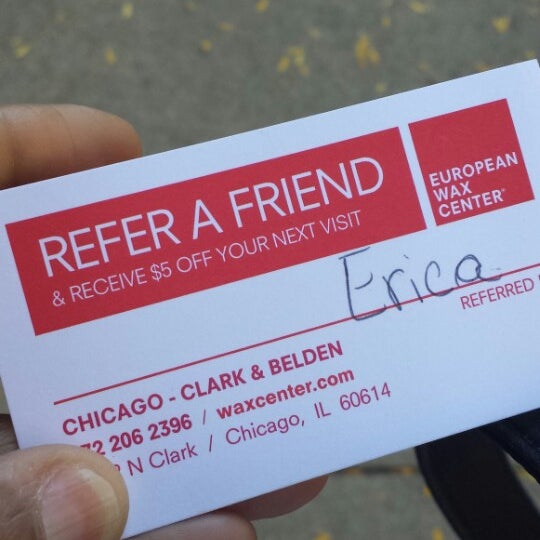 REFER A FRIEND
& RECEIVE $5 OFF YOUR NEXT VISIT
EUROPEAN
WAX
CENTER®
Erica
REFERRED
CHICAGO - CLARK & BELDEN
72 206 2396 / waxcenter.com
N Clark / Chicago, IL 60614